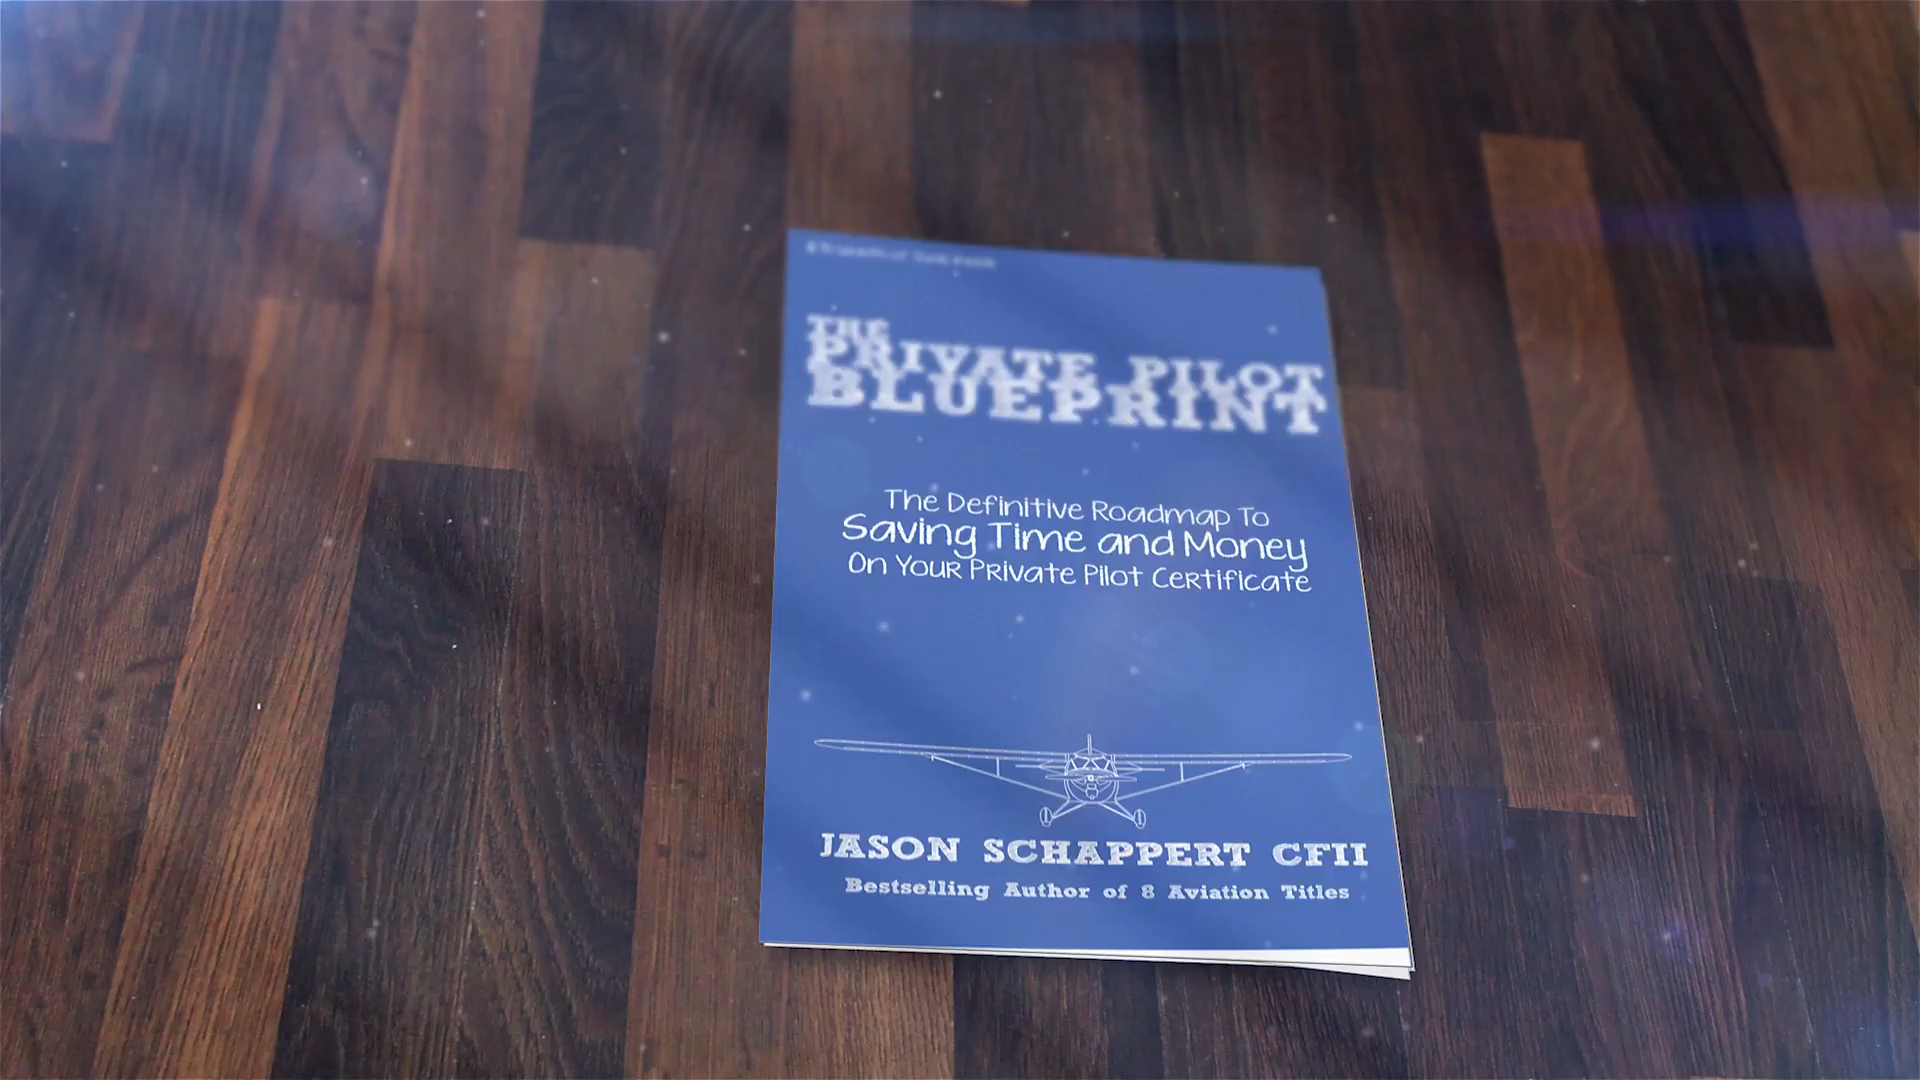 THE
PRIVATE PILOT
BLUEPRINT
The Definitive Roadmap To
Saving Time and Money
On Your Private Pilot Certificate
JASON SCHAPPERT CFII
Bestselling Author of 8 Aviation Titles